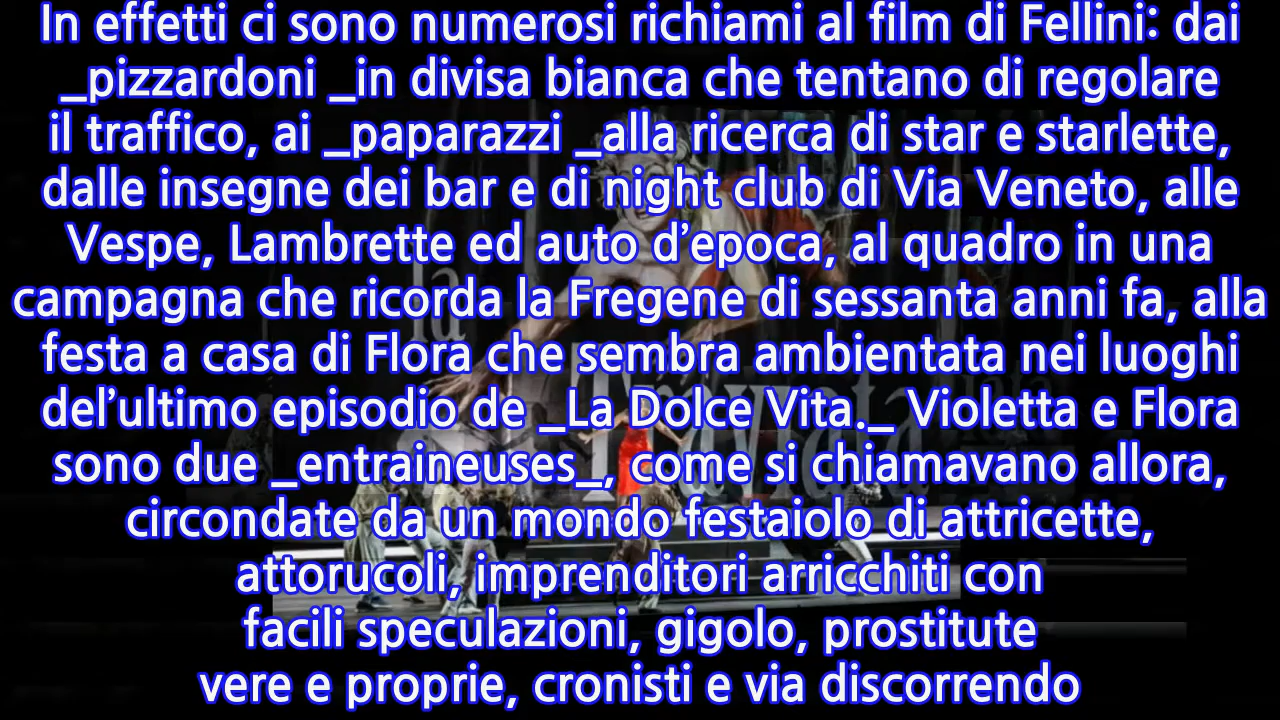 In effetti ci sono numerosi richiami al film di Fellini: dai
_pizzardoni _in divisa bianca che tentano di regolare
il traffico, ai _paparazzi _alla ricerca di star e starlette,
dalle insegne dei bar e di night club di Via Veneto, alle
Vespe, Lambrette ed auto d'epoca, al quadro in una
campagna che ricorda la Fregene di sessanta anni fa, alla
festa a casa di Flora che sembra ambientata nei luoghi
del'ultimo episodio de _La Dolce Vita._ Violetta e Flora
sono due _entraineuses_, come si chiamavano allora,
circondate da un mondo festaiolo di attricette,
attorucoli, imprenditori arricchiti con
facili speculazioni, gigolo, prostitute
vere e proprie, cronisti e via discorrendo
la
Traviata